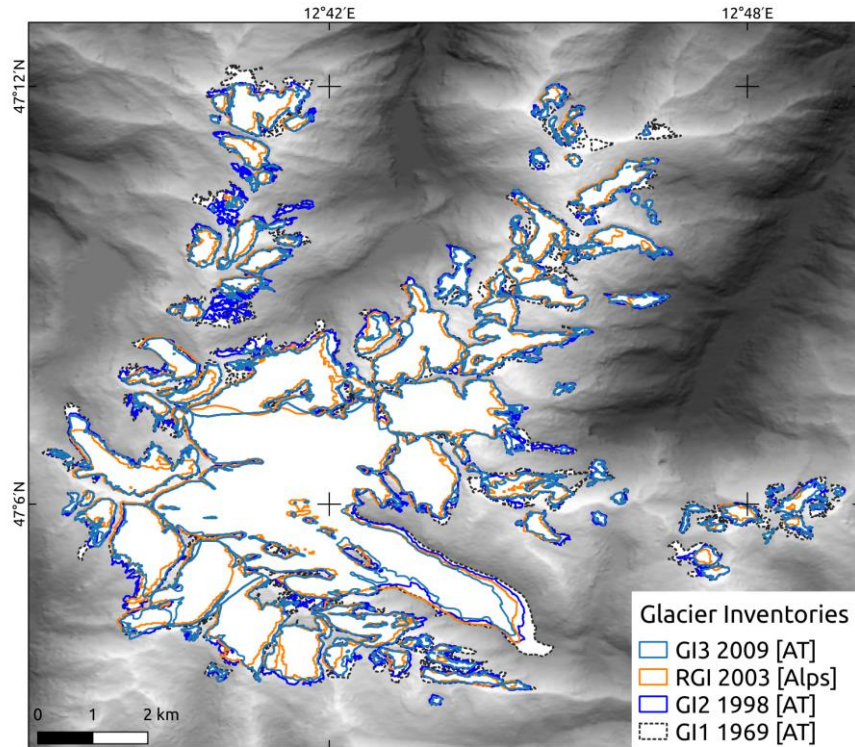 12°42′E 12°48′E
47°12′N
47°6′N
Glacier Inventories
GI3 2009 [AT]
RGI 2003 [Alps]
GI2 1998 [AT]
GI1 1969 [AT]
0 1 2 km